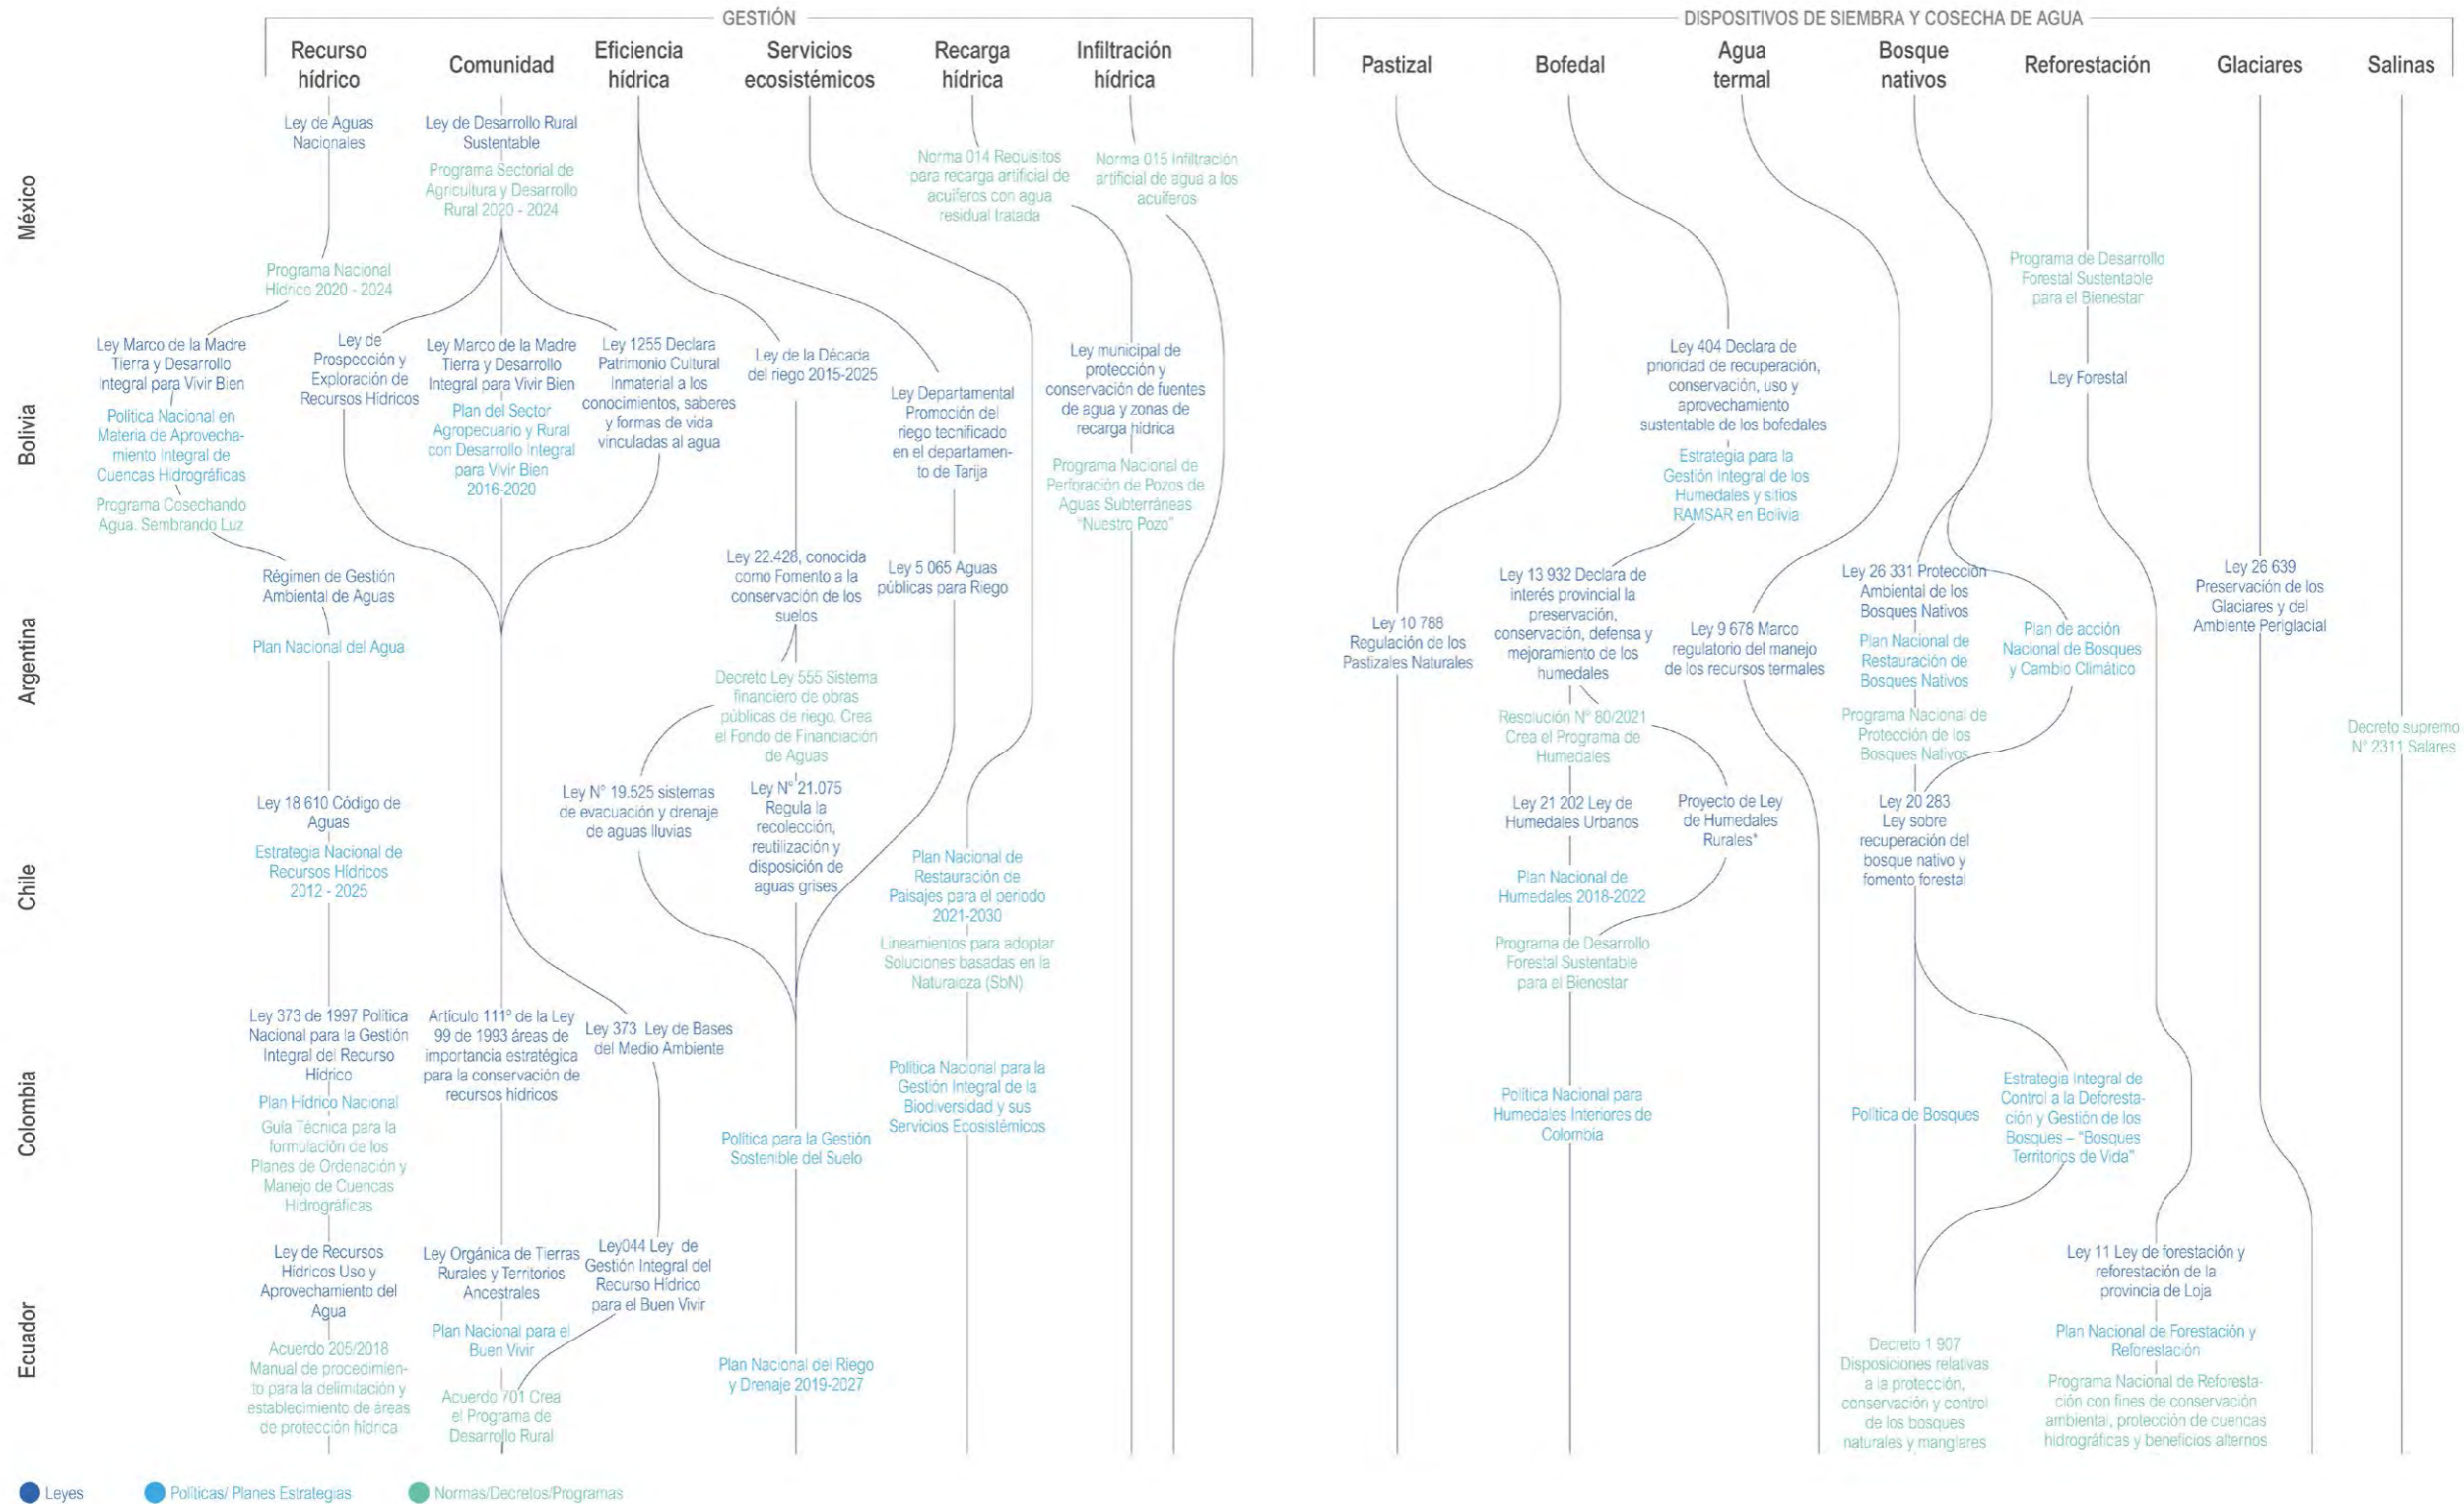 GESTIÓN
DISPOSITIVOS DE SIEMBRA Y COSECHA DE AGUA
Recurso
hídrico
Comunidad
Eficiencia
hídrica
Servicios
ecosistémicos
Recarga
hídrica
Infiltración
hídrica
Pastizal
Bofedal
Agua
termal
Bosque
nativos
Reforestación
Glaciares
Salinas
México
Ley de Aguas
Nacionales
Programa Nacional
Hídrico 2020 - 2024
Ley de Desarrollo Rural
Sustentable
Programa Sectorial de
Agricultura y Desarrollo
Rural 2020 - 2024
Norma 014 Requisitos
para recarga artificial de
acuíferos con agua
residual tratada
Norma 015 Infiltración
artificial de agua a los
acuíferos
Programa de Desarrollo
Forestal Sustentable
para el Bienestar
Bolivia
Ley Marco de la Madre
Tierra y Desarrollo
Integral para Vivir Bien
Política Nacional en
Materia de Aprovecha-
miento Integral de
Cuencas Hidrográficas
Programa Cosechando
Agua. Sembrando Luz
Ley de
Prospección y
Exploración de
Recursos Hídricos
Ley Marco de la Madre
Tierra y Desarrollo
Integral para Vivir Bien
Plan del Sector
Agropecuario y Rural
con Desarrollo Integral
para Vivir Bien
2016-2020
Ley 1255 Declara
Patrimonio Cultural
Inmaterial a los
conocimientos, saberes
y formas de vida
vinculadas al agua
Ley de la Década
del riego 2015-2025
Ley Departamental
Promoción del
riego tecnificado
en el departamen-
to de Tarija
Ley municipal de
protección y
conservación de fuentes
de agua y zonas de
recarga hídrica
Programa Nacional de
Perforación de Pozos de
Aguas Subterráneas
"Nuestro Pozo"
Ley 404 Declara de
prioridad de recuperación,
conservación, uso y
aprovechamiento
sustentable de los bofedales
Estrategia para la
Gestión Integral de los
Humedales y sitios
RAMSAR en Bolivia
Ley Forestal
Argentina
Régimen de Gestión
Ambiental de Aguas
Plan Nacional del Agua
Ley 22.428, conocida
como Fomento a la
conservación de los
suelos
Decreto Ley 555 Sistema
financiero de obras
públicas de riego. Crea
el Fondo de Financiación
de Aguas
Ley 5 065 Aguas
públicas para Riego
Ley 10 788
Regulación de los
Pastizales Naturales
Ley 13 932 Declara de
interés provincial la
preservación,
conservación, defensa y
mejoramiento de los
humedales
Resolución N° 80/2021
Crea el Programa de
Humedales
Ley 9 678 Marco
regulatorio del manejo
de los recursos termales
Ley 26 331 Protección
Ambiental de los
Bosques Nativos
Plan Nacional de
Restauración de
Bosques Nativos
Programa Nacional de
Protección de los
Bosques Nativos
Plan de acción
Nacional de Bosques
y Cambio Climático
Ley 26 639
Preservación de los
Glaciares y del
Ambiente Periglacial
Decreto supremo
N° 2311 Salares
Chile
Ley 18 610 Código de
Aguas
Estrategia Nacional de
Recursos Hídricos
2012 - 2025
Ley N° 19.525 sistemas
de evacuación y drenaje
de aguas lluvias
Ley N° 21.075
Regula la
recolección,
reutilización y
disposición de
aguas grises
Plan Nacional de
Restauración de
Paisajes para el periodo
2021-2030
Lineamientos para adoptar
Soluciones basadas en la
Naturaleza (SbN)
Ley 21 202 Ley de
Humedales Urbanos
Plan Nacional de
Humedales 2018-2022
Programa de Desarrollo
Forestal Sustentable
para el Bienestar
Proyecto de Ley
de Humedales
Rurales*
Ley 20 283
Ley sobre
recuperación del
bosque nativo y
fomento forestal
Colombia
Ley 373 de 1997 Política
Nacional para la Gestión
Integral del Recurso
Hídrico
Plan Hídrico Nacional
Guía Técnica para la
formulación de los
Planes de Ordenación y
Manejo de Cuencas
Hidrográficas
Artículo 111º de la Ley
99 de 1993 áreas de
importancia estratégica
para la conservación de
recursos hídricos
Ley 373 Ley de Bases
del Medio Ambiente
Política para la Gestión
Sostenible del Suelo
Política Nacional para la
Gestión Integral de la
Biodiversidad y sus
Servicios Ecosistémicos
Política Nacional para
Humedales Interiores de
Colombia
Política de Bosques
Estrategia Integral de
Control a la Deforesta-
ción y Gestión de los
Bosques – "Bosques
Territorios de Vida"
Ecuador
Ley de Recursos
Hídricos Uso y
Aprovechamiento del
Agua
Acuerdo 205/2018
Manual de procedimien-
to para la delimitación y
establecimiento de áreas
de protección hídrica
Ley Orgánica de Tierras
Rurales y Territorios
Ancestrales
Plan Nacional para el
Buen Vivir
Acuerdo 701 Crea
el Programa de
Desarrollo Rural
Ley044 Ley de
Gestión Integral del
Recurso Hídrico
para el Buen Vivir
Plan Nacional del Riego
y Drenaje 2019-2027
Decreto 1 907
Disposiciones relativas
a la protección,
conservación y control
de los bosques
naturales y manglares
Ley 11 Ley de forestación y
reforestación de la
provincia de Loja
Plan Nacional de Forestación y
Reforestación
Programa Nacional de Reforesta-
ción con fines de conservación
ambiental, protección de cuencas
hidrográficas y beneficios alternos
Leyes
Políticas/ Planes Estrategias
Normas/Decretos/Programas